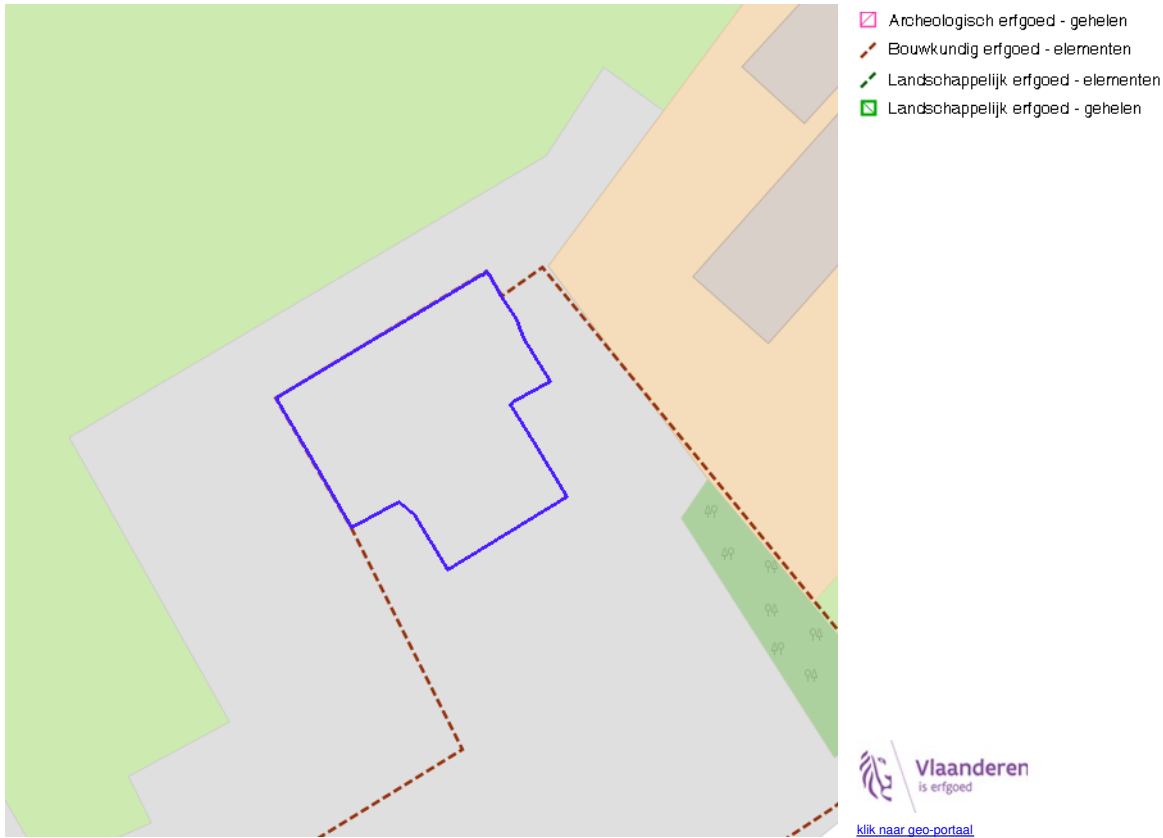 Archeologisch erfgoed - gehelen
Bouwkundig erfgoed - elementen
Landschappelijk erfgoed - elementen
Landschappelijk erfgoed - gehelen
Vlaanderen
is erfgoed
klik naar geo-portaal